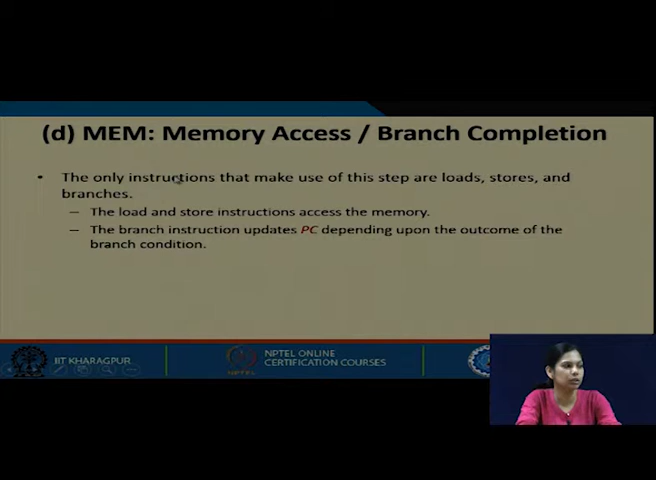 (d) MEM: Memory Access / Branch Completion
• The only instructions that make use of this step are loads, stores, and
branches.
– The load and store instructions access the memory.
– The branch instruction updates PC depending upon the outcome of the
branch condition.
IIT KHARAGPUR
NPTEL ONLINE
CERTIFICATION COURSES
NPTEL